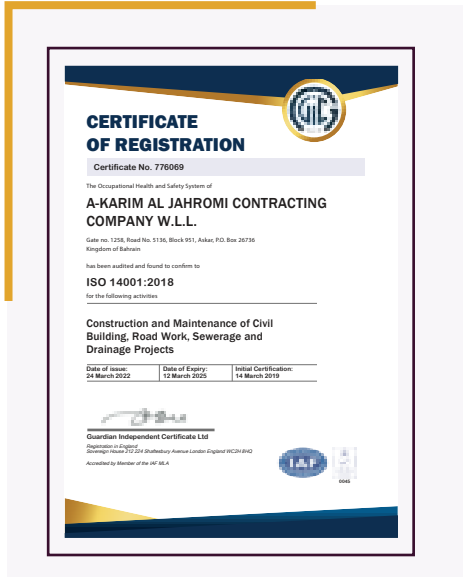 CERTIFICATE
OF REGISTRATION
Certificate No. 776069
The Occupational Health and Safety System of
A-KARIM AL JAHROMI CONTRACTING
COMPANY W.L.L.
Gate no. 1258, Road No. 5136, Block 951, Askar, P.O. Box 26736
Kingdom of Bahrain
has been audited and found to confirm to
ISO 14001:2018
for the following activities
Construction and Maintenance of Civil
Building, Road Work, Sewerage and
Drainage Projects
Date of issue: Date of Expiry: Initial Certification:
24 March 2022 12 March 2025 14 March 2019
Guardian Independent Certificate Ltd
Registration in England
Sovereign House 212 224 Shaftesbury Avenue London England WC2H 8HQ
Accredited by Member of the IAF MLA
IAF
0045